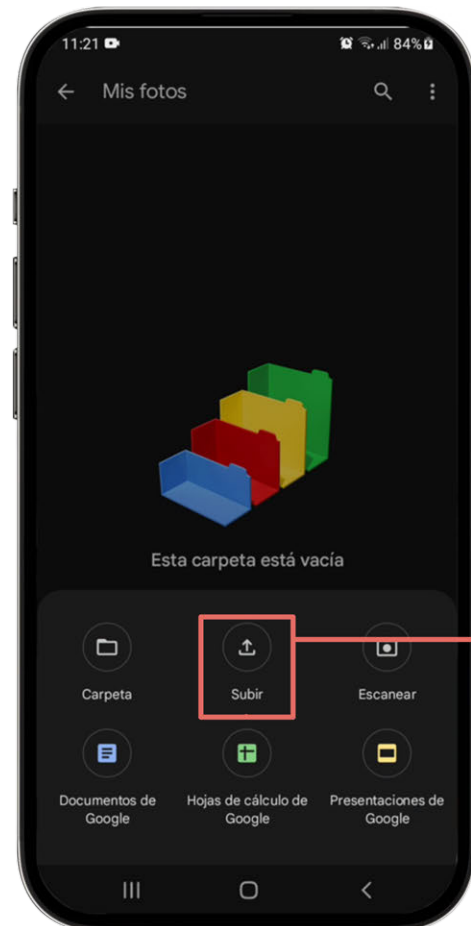 11:21 84%
Mis fotos
Esta carpeta está vacía
Carpeta Subir Escanear
Documentos de Hojas de cálculo de Presentaciones de
Google Google Google